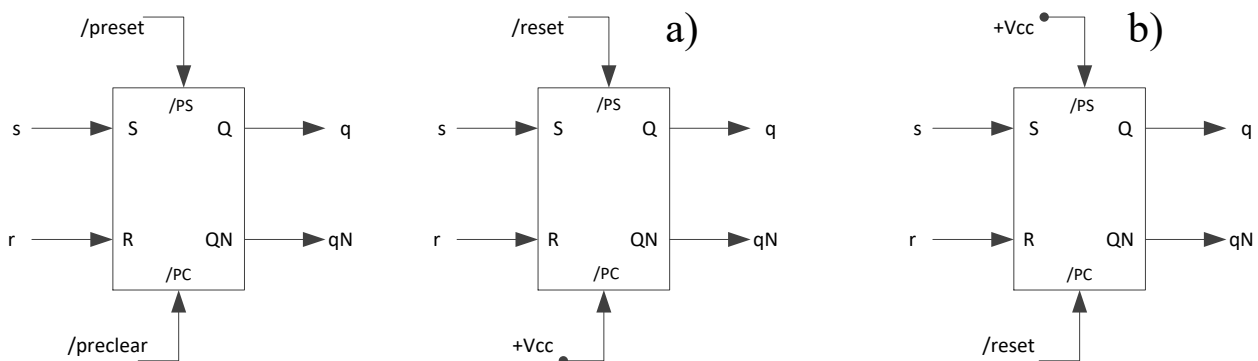 /preset
/PS
s S Q q
r R QN qN
/PC
/preclear
/reset a)
/PS
s S Q q
r R QN qN
/PC
+Vcc
+Vcc b)
/PS
s S Q q
r R QN qN
/PC
/reset